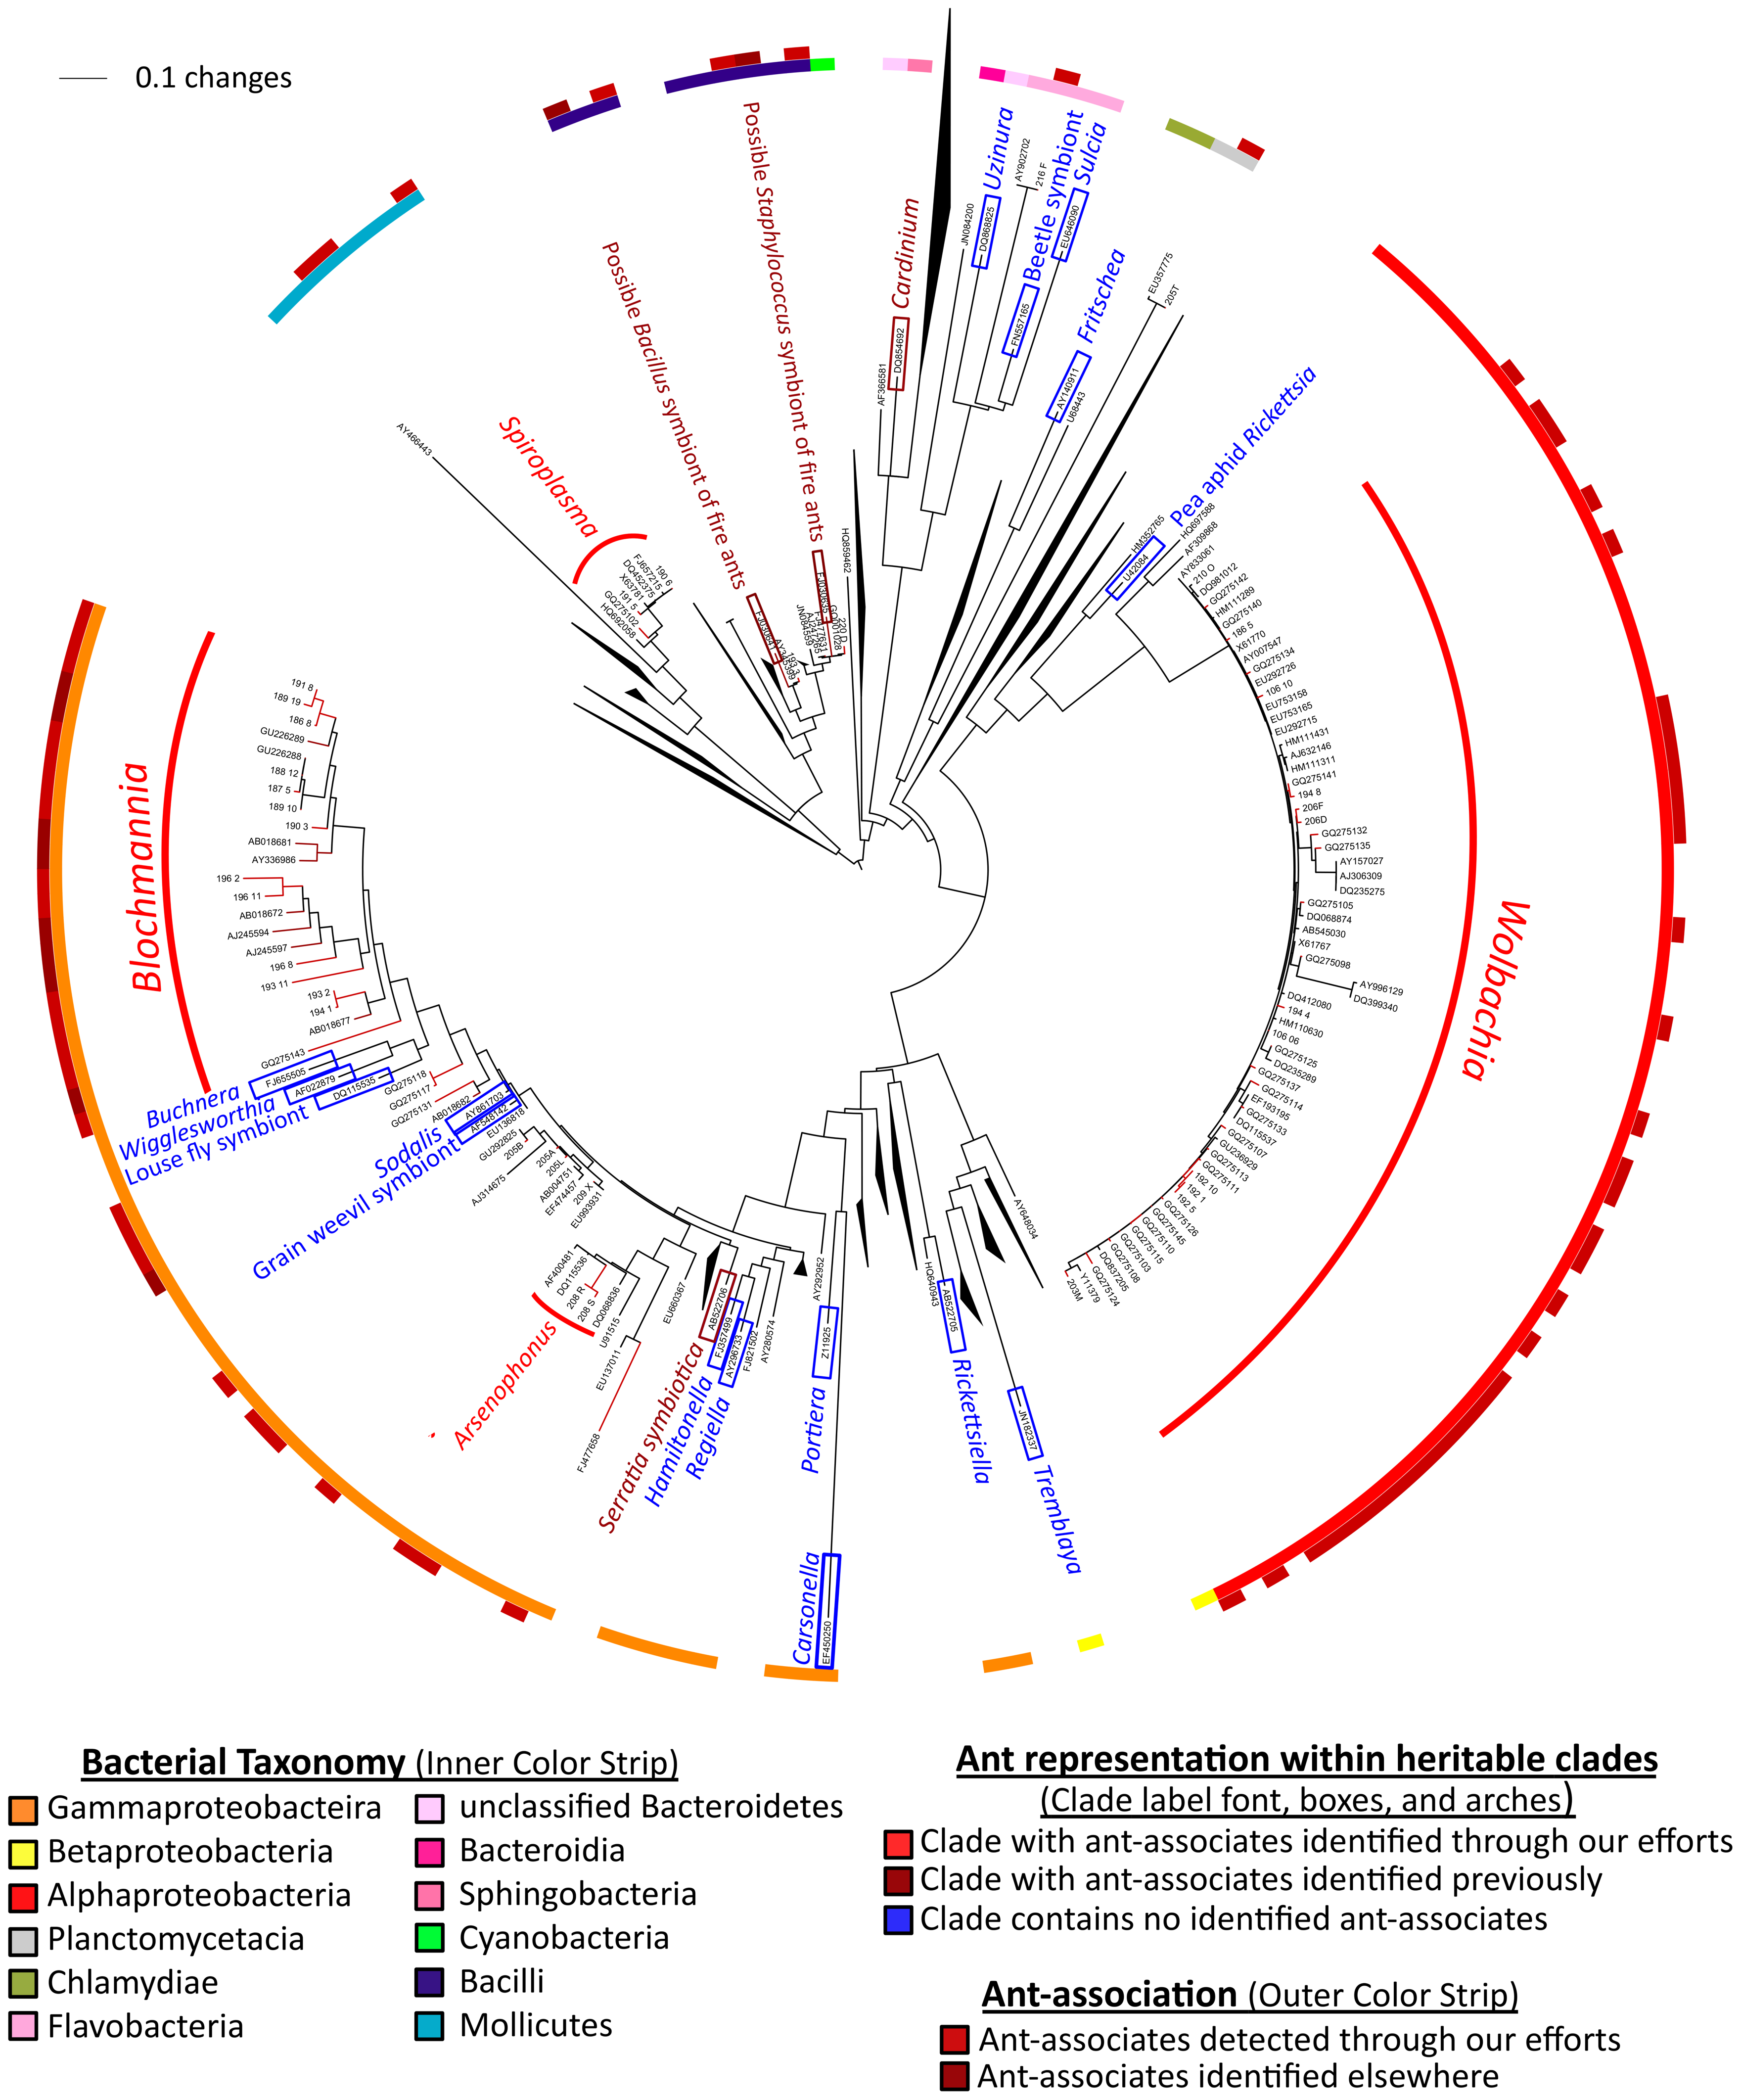 0.1 changes
Possible Staphylococcus symbiont of fire ants
Possible Bacillus symbiont of fire ants
Cardinium
Uzinura
Beetle symbiont
Sulcia
Fritschea
Pea aphid Rickettsia
Spiroplasma
Blochmannia
Wolbachia
Buchnera
Wigglesworthia
Louse fly symbiont
Sodalis
Grain weevil symbiont
Arsenophonus
Serratia symbiotica
Hamiltonella
Regiella
Portiera
Carsonella
Rickettsiella
Tremblaya
AY466443
FJ657215
190 6
DQ452375
X63781
191 5
GQ275102
HQ692058
FJ030635
220 D
HQ859462
AF366581
DQ854692
JN084200
DQ868825
AY902702
216 F
FN557165
EU646090
AY140911
U68443
EU357775
205T
HM352765
U42084
HQ697588
AF309868
AY833061
210 O
DQ981012
GQ275142
HM111289
GQ275140
186 5
X61770
AY007547
GQ275134
EU292726
106 10
EU753158
EU753165
EU292715
HM111431
AJ632146
HM111311
GQ275141
194 8
206F
206D
GQ275132
GQ275135
AY157027
AJ306309
DQ235275
GQ275105
DQ068874
AB545030
X61767
GQ275098
AY996129
DQ399340
DQ412080
194 4
HM110630
106 06
GQ275125
DQ235289
GQ275137
GQ275114
EF193195
GQ275133
DQ115537
GQ275107
GU236929
GQ275113
GQ275111
192 10
192 1
192 5
GQ275126
GQ275145
GQ275110
GQ275115
GQ275103
GQ275108
DQ837205
GQ275124
Y11379
203M
AY648034
JN182337
AB522705
HQ640943
EF450250
Z11925
AY292952
AY280574
FJ821502
AY296733
FJ357499
AB522706
EU660367
FJ477658
EU137011
U91515
DQ068836
208 S
208 R
DQ115536
AF400481
EU993931
209 X
EF474457
AB004751
205L
205A
AJ314675
205B
GU292825
EU136818
AF548142
AY861703
AB018682
GQ275131
GQ275117
GQ275118
DQ115535
AF022879
FJ655505
GQ275143
AB018677
194 1
193 2
193 11
196 8
AJ245597
AJ245594
AB018672
196 11
196 2
AY336986
AB018681
190 3
189 10
187 5
188 12
GU226288
GU226289
186 8
189 19
191 8
Bacterial Taxonomy (Inner Color Strip)
Gammaproteobacteira
Betaproteobacteria
Alphaproteobacteria
Planctomycetacia
Chlamydiae
Flavobacteria
unclassified Bacteroidetes
Bacteroidia
Sphingobacteria
Cyanobacteria
Bacilli
Mollicutes
Ant representation within heritable clades
(Clade label font, boxes, and arches)
Clade with ant-associates identified through our efforts
Clade with ant-associates identified previously
Clade contains no identified ant-associates
Ant-association (Outer Color Strip)
Ant-associates detected through our efforts
Ant-associates identified elsewhere